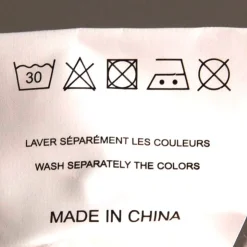 30
LAVER SÉPARÉMENT LES COULEURS
WASH SEPARATELY THE COLORS
MADE IN CHINA